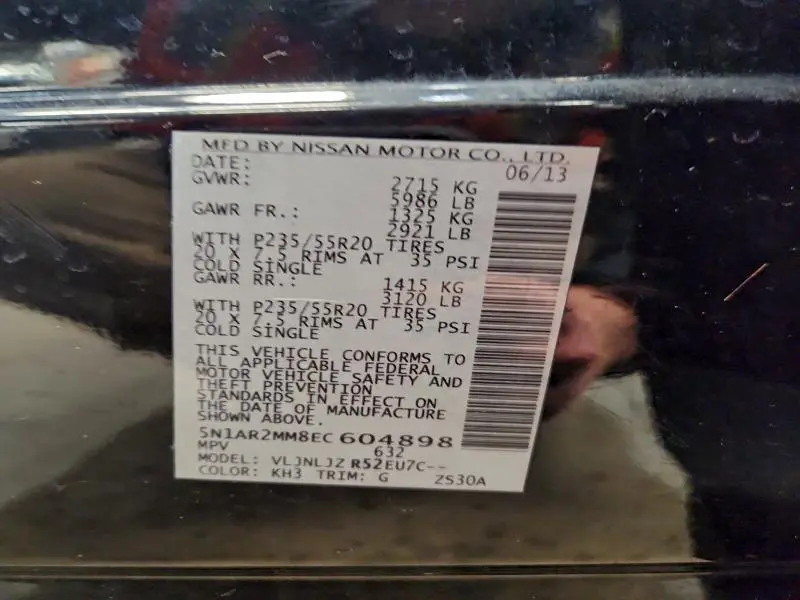 MFD BY NISSAN MOTOR CO., LTD.
DATE: 06/13
GVWR: 2715 KG
5986 LB
GAWR FR.: 1325 KG
2921 LB
WITH P235/55R20 TIRES
20 X 7.5 RIMS AT 35 PSI
COLD SINGLE
GAWR RR.: 1415 KG
3120 LB
WITH P235/55R20 TIRES
20 X 7.5 RIMS AT 35 PSI
COLD SINGLE
THIS VEHICLE CONFORMS TO
ALL APPLICABLE FEDERAL
MOTOR VEHICLE SAFETY AND
THEFT PREVENTION
STANDARDS IN EFFECT ON
THE DATE OF MANUFACTURE
SHOWN ABOVE.
5N1AR2MM8EC604898
MPV 632
MODEL: VLJNLJZ R52EU7C--
COLOR: KH3 TRIM: G ZS30A